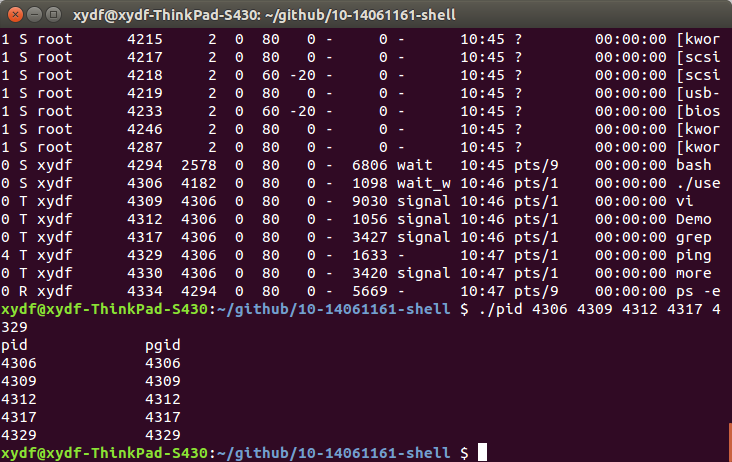 xydf@xydf-ThinkPad-S430: ~/github/10-14061161-shell
1 S root      4215     2  0  80   0 -     0 -      10:45 ?        00:00:00 [kwor
1 S root      4217     2  0  80   0 -     0 -      10:45 ?        00:00:00 [scsi
1 S root      4218     2  0  60 -20 -     0 -      10:45 ?        00:00:00 [scsi
1 S root      4219     2  0  80   0 -     0 -      10:45 ?        00:00:00 [usb-
1 S root      4233     2  0  60 -20 -     0 -      10:45 ?        00:00:00 [bios
1 S root      4246     2  0  80   0 -     0 -      10:45 ?        00:00:00 [kwor
1 S root      4287     2  0  80   0 -     0 -      10:45 ?        00:00:00 [kwor
0 S xydf      4294  2578  0  80   0 -  6806 wait   10:45 pts/9    00:00:00 bash
0 S xydf      4306  4182  0  80   0 -  1098 wait_w 10:46 pts/1    00:00:00 ./use
0 T xydf      4309  4306  0  80   0 -  9030 signal 10:46 pts/1    00:00:00 vi
0 T xydf      4312  4306  0  80   0 -  1056 signal 10:46 pts/1    00:00:00 Demo
0 T xydf      4317  4306  0  80   0 -  3427 signal 10:46 pts/1    00:00:00 grep
4 T xydf      4329  4306  0  80   0 -  1633 -      10:47 pts/1    00:00:00 ping
0 T xydf      4330  4306  0  80   0 -  3420 signal 10:47 pts/1    00:00:00 more
0 R xydf      4334  4294  0  80   0 -  5669 -      10:47 pts/9    00:00:00 ps -e
xydf@xydf-ThinkPad-S430:~/github/10-14061161-shell $ ./pid 4306 4309 4312 4317 4
329
pid             pgid
4306            4306
4309            4309
4312            4312
4317            4317
4329            4329
xydf@xydf-ThinkPad-S430:~/github/10-14061161-shell $